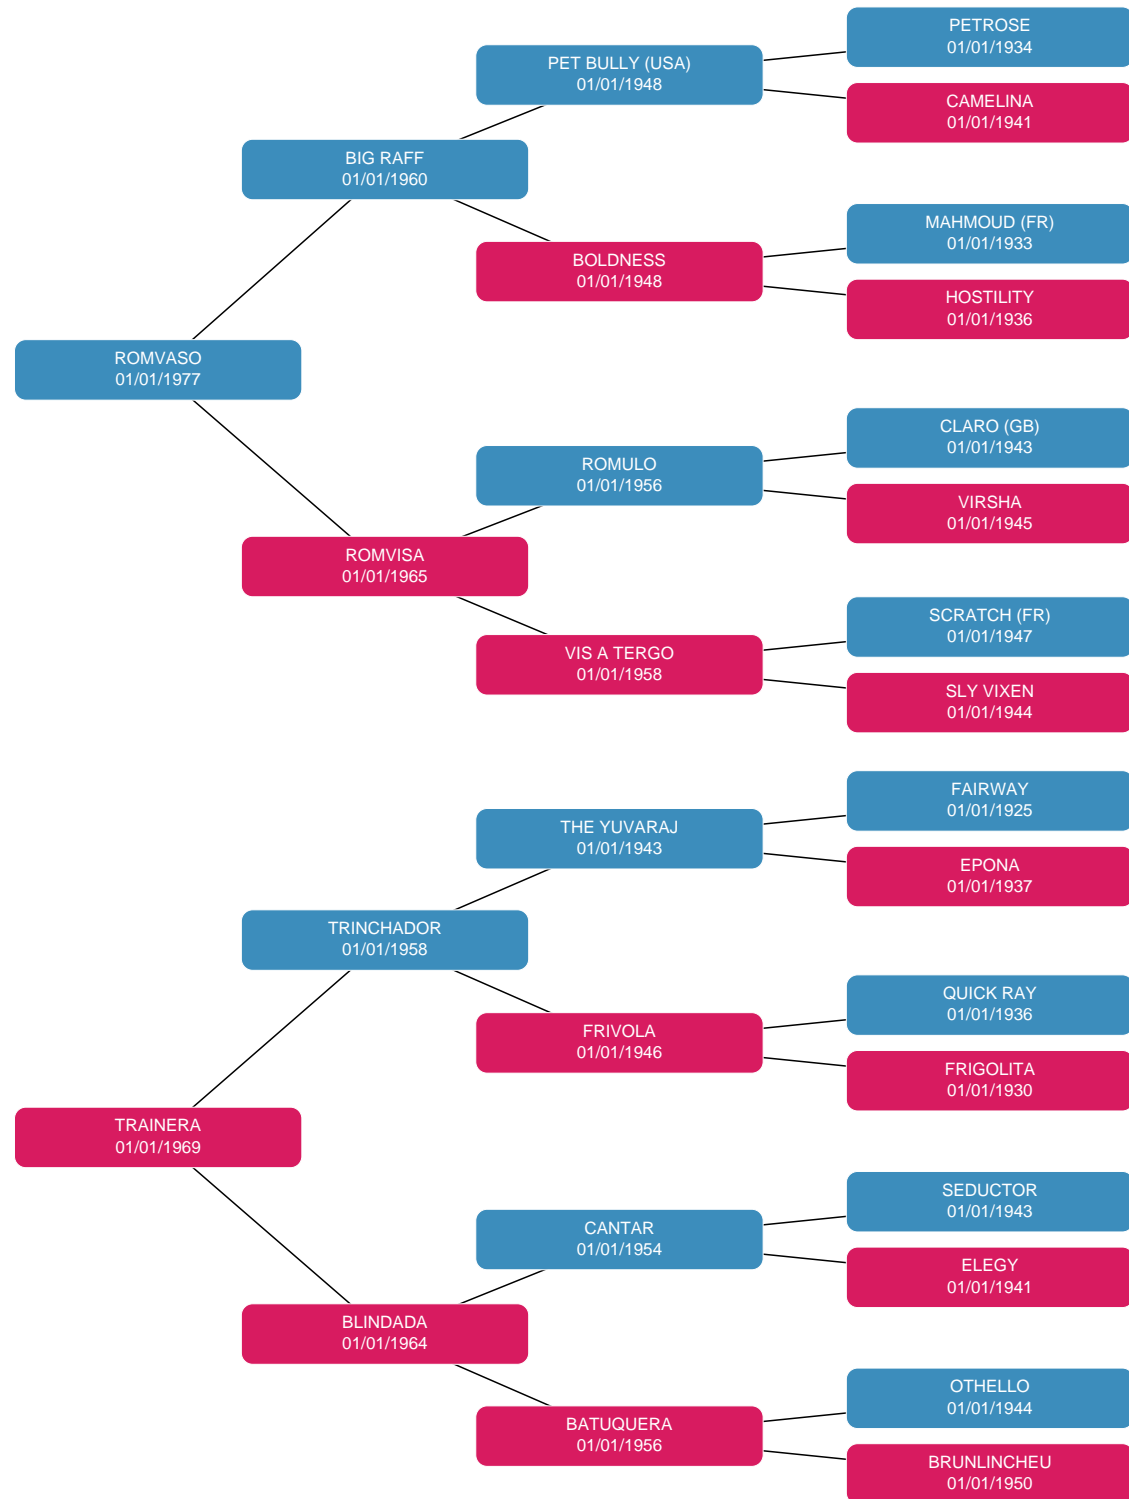 PETROSE
01/01/1934
PET BULLY (USA)
01/01/1948
CAMELINA
01/01/1941
BIG RAFF
01/01/1960
MAHMOUD (FR)
01/01/1933
BOLDNESS
01/01/1948
HOSTILITY
01/01/1936
ROMVASO
01/01/1977
CLARO (GB)
01/01/1943
ROMULO
01/01/1956
VIRSHA
01/01/1945
ROMVISA
01/01/1965
SCRATCH (FR)
01/01/1947
VIS A TERGO
01/01/1958
SLY VIXEN
01/01/1944
FAIRWAY
01/01/1925
THE YUVARAJ
01/01/1943
EPONA
01/01/1937
TRINCHADOR
01/01/1958
QUICK RAY
01/01/1936
FRIVOLA
01/01/1946
FRIGOLITA
01/01/1930
TRAINERA
01/01/1969
SEDUCTOR
01/01/1943
CANTAR
01/01/1954
ELEGY
01/01/1941
BLINDADA
01/01/1964
OTHELLO
01/01/1944
BATUQUERA
01/01/1956
BRUNLINCHEU
01/01/1950